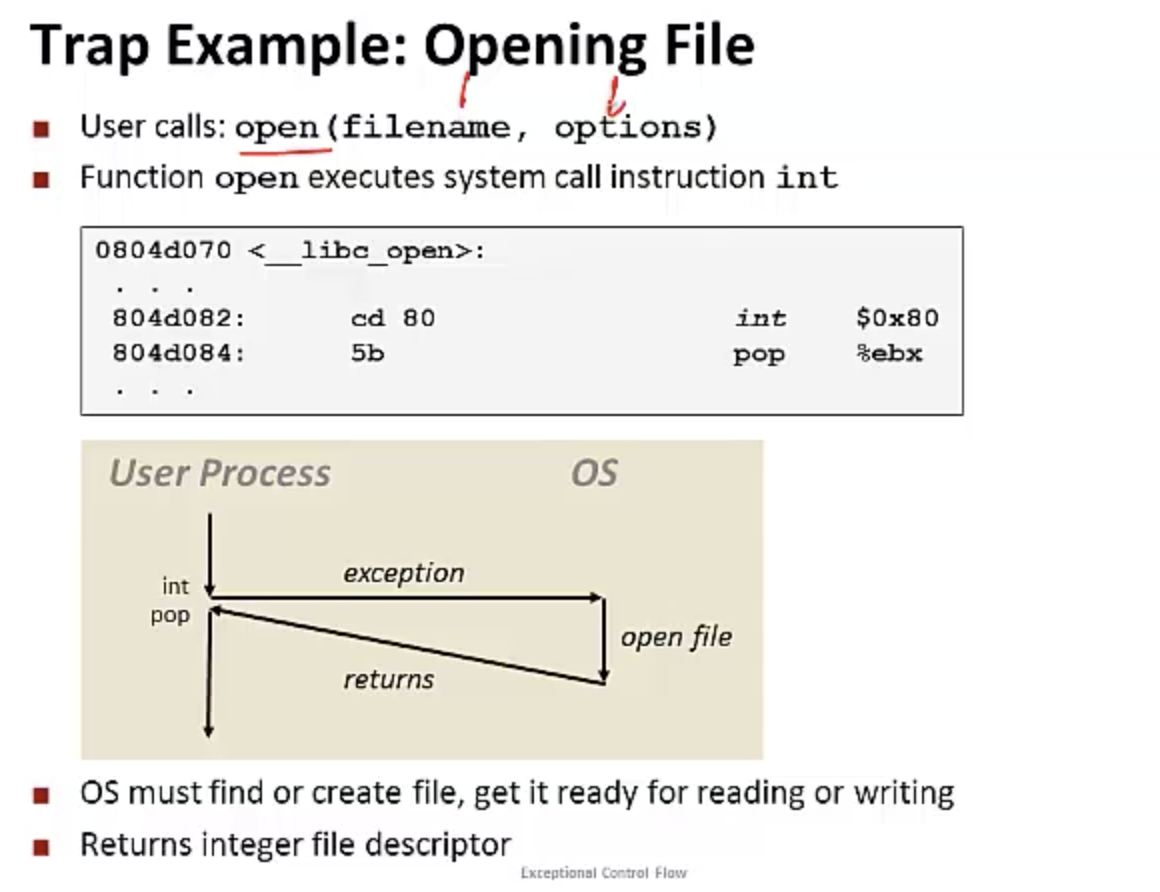 Trap Example: Opening File
■ User calls: open(filename, options)
■ Function open executes system call instruction int
0804d070 <__libc_open>:
. . .
804d082: cd 80 int $0x80
804d084: 5b pop %ebx
. . .
User Process OS
exception
int
pop
open file
returns
■ OS must find or create file, get it ready for reading or writing
■ Returns integer file descriptor
Exceptional Control Flow